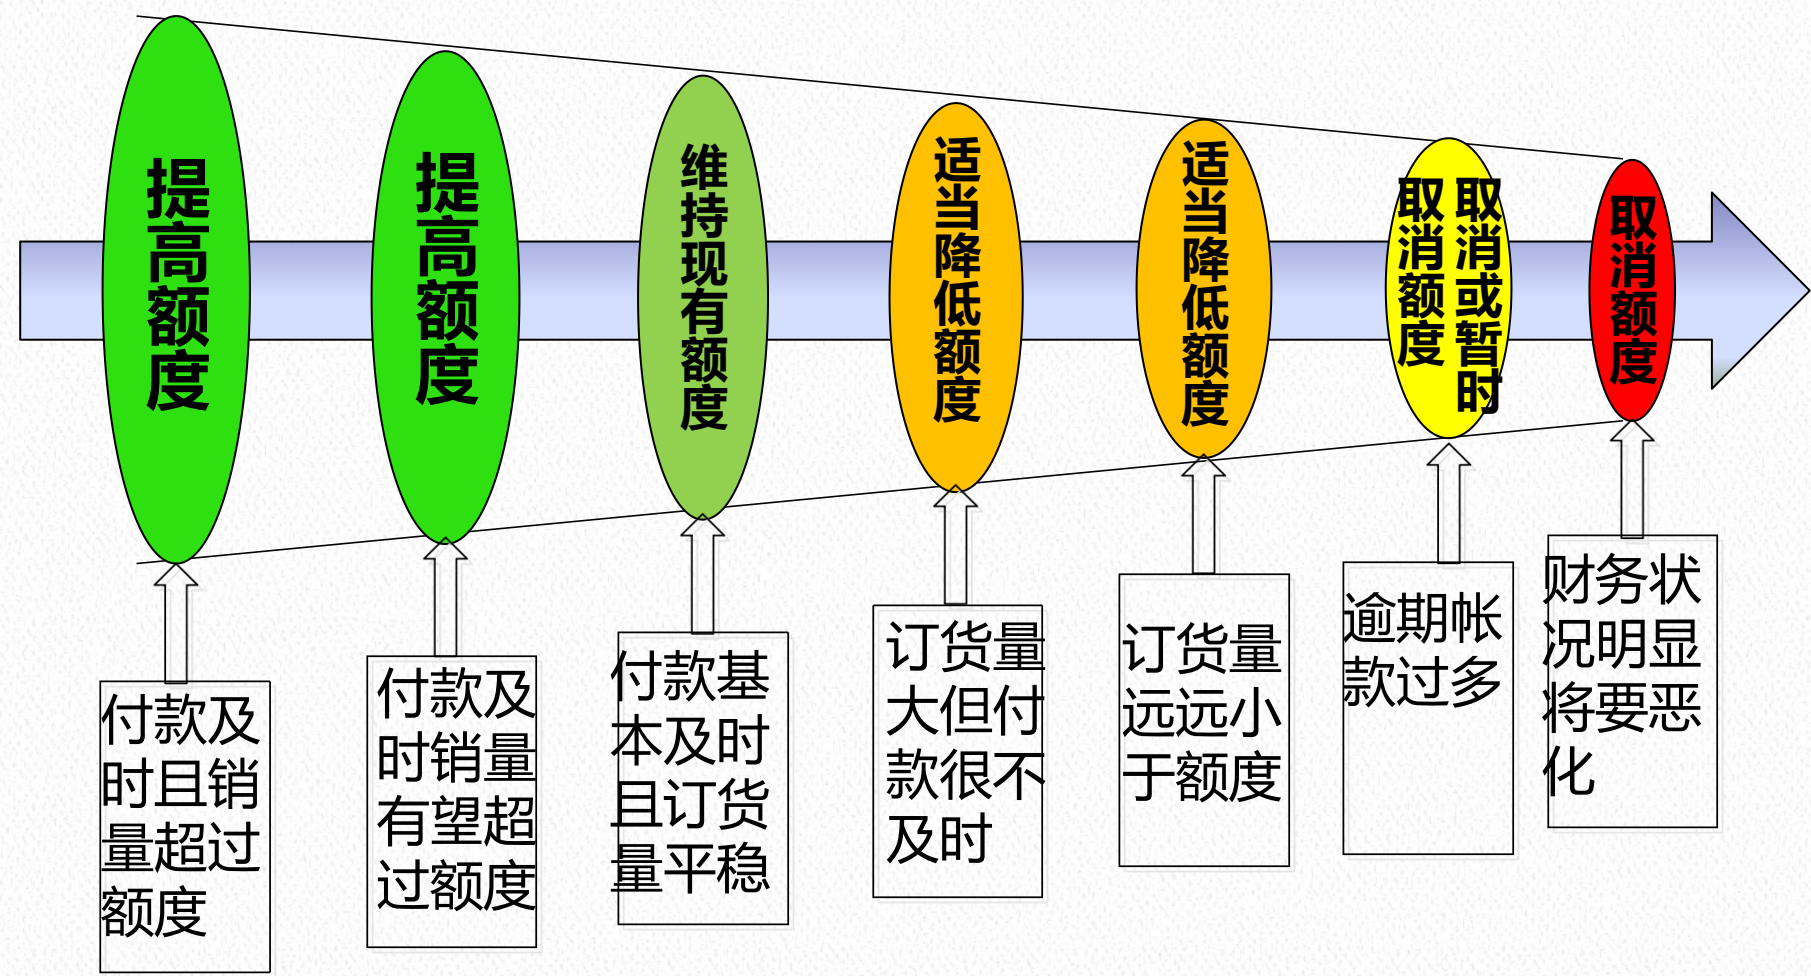 提高额度
提高额度
维持现有额度
适当降低额度
适当降低额度
取消或暂时
取消额度
取消额度
付款及
时且销
量超过
额度
付款及
时销量
有望超
过额度
付款基
本及时
且订货
量平稳
订货量
大但付
款很不
及时
订货量
远远小
于额度
逾期帐
款过多
财务状
况明显
将要恶
化